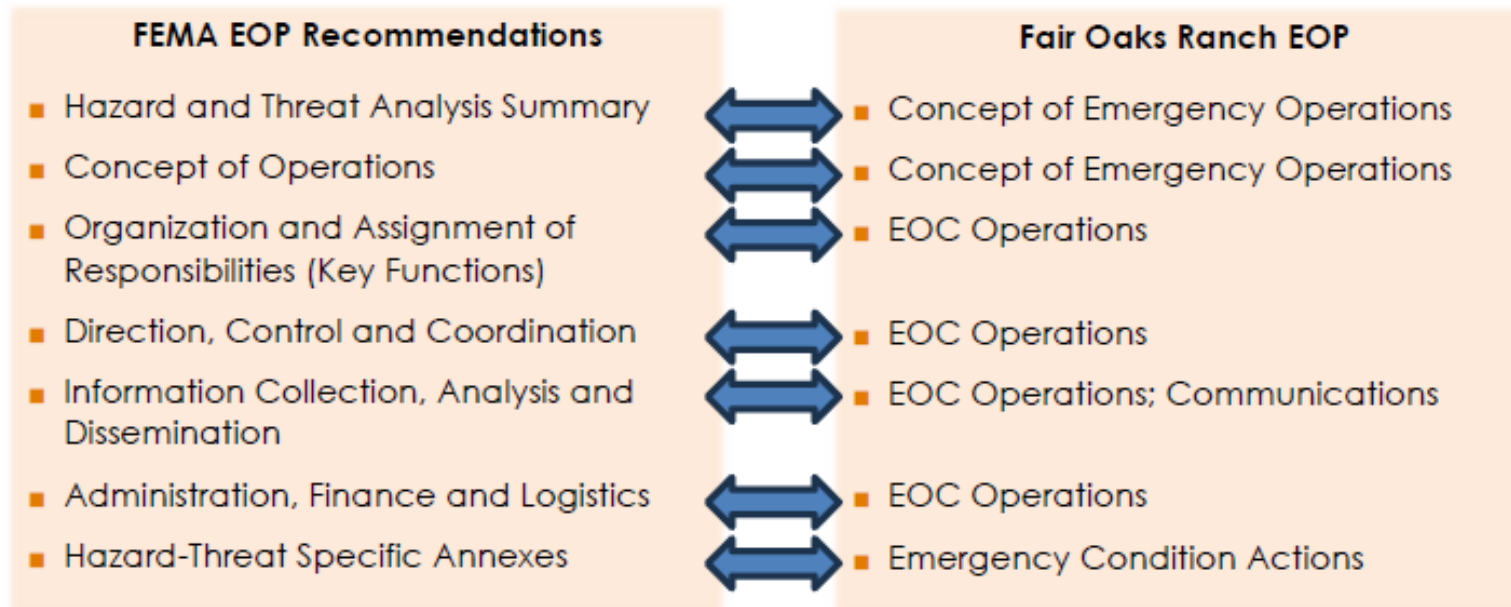 FEMA EOP Recommendations
■ Hazard and Threat Analysis Summary
■ Concept of Operations
■ Organization and Assignment of
Responsibilities (Key Functions)
■ Direction, Control and Coordination
■ Information Collection, Analysis and
Dissemination
■ Administration, Finance and Logistics
■ Hazard-Threat Specific Annexes
Fair Oaks Ranch EOP
■ Concept of Emergency Operations
■ Concept of Emergency Operations
■ EOC Operations
■ EOC Operations
■ EOC Operations; Communications
■ EOC Operations
■ Emergency Condition Actions